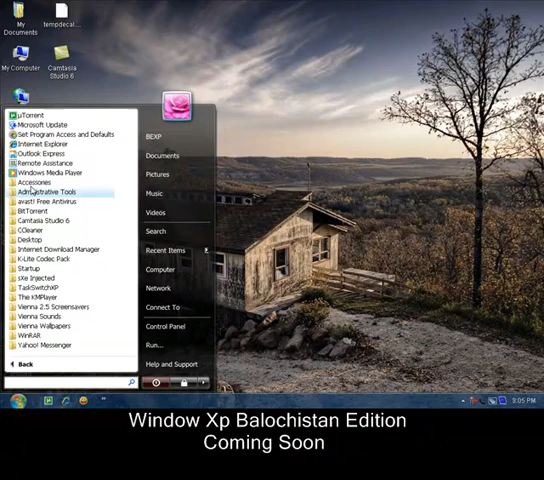 My
Documents
tempdecal...
My Computer
Camtasia
Studio 6
µTorrent
Microsoft Update
Set Program Access and Defaults
Internet Explorer
Outlook Express
Remote Assistance
Windows Media Player
Accessories
Administrative Tools
avast! Free Antivirus
BitTorrent
Camtasia Studio 6
CCleaner
Desktop
Internet Download Manager
K-Lite Codec Pack
Startup
sXe Injected
TaskSwitchXP
The KMPlayer
Vienna 2.5 Screensavers
Vienna Sounds
Vienna Wallpapers
WinRAR
Yahoo! Messenger
Back
BEXP
Documents
Pictures
Music
Videos
Search
Recent Items
Computer
Network
Connect To
Control Panel
Run...
Help and Support
9:05 PM
Window Xp Balochistan Edition
Coming Soon